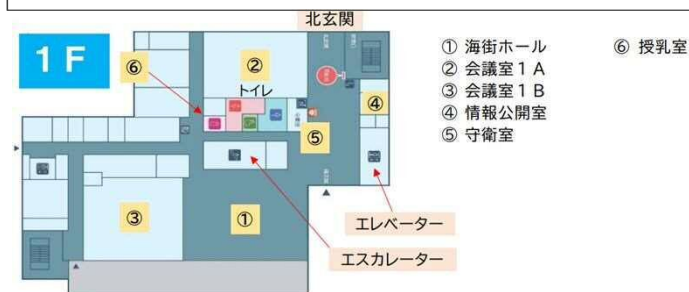 北玄関
1F
⑥
②
トイレ
④
⑤
③
①
エレベーター
エスカレーター
① 海街ホール
② 会議室1A
③ 会議室1B
④ 情報公開室
⑤ 守衛室
⑥ 授乳室